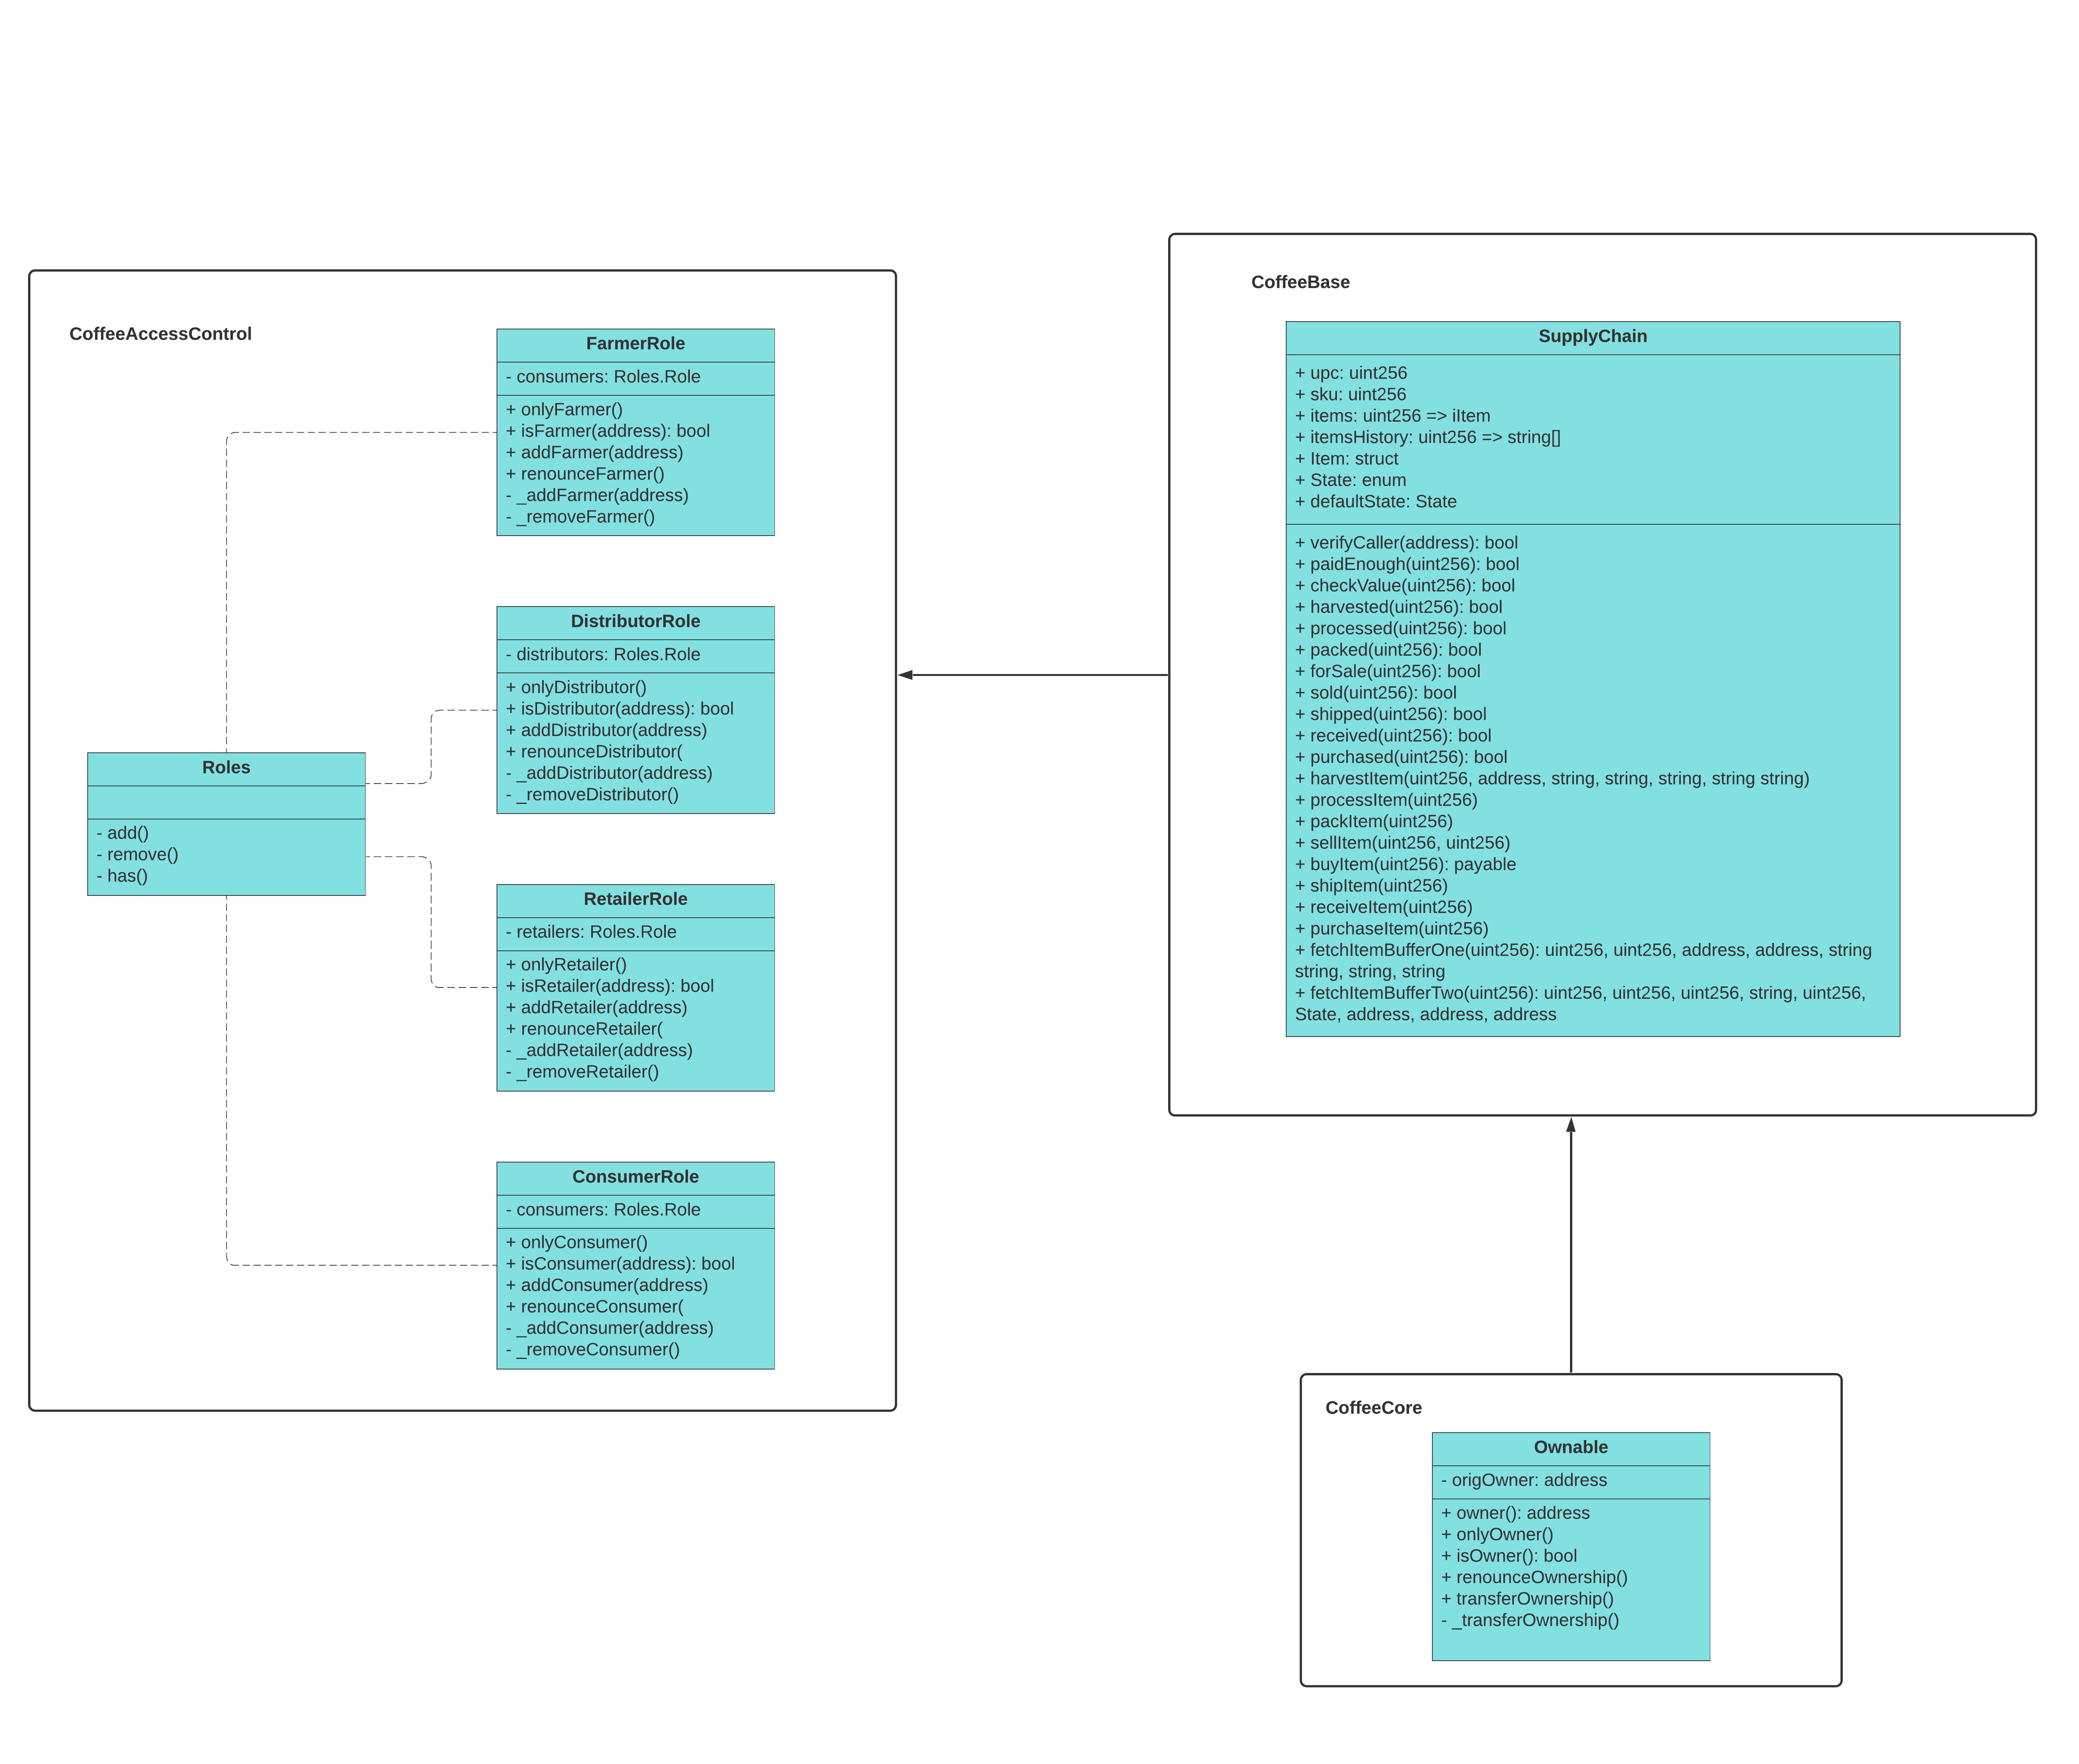 CoffeeAccessControl
FarmerRole
- consumers: Roles.Role
+ onlyFarmer()
+ isFarmer(address): bool
+ addFarmer(address)
+ renounceFarmer()
- _addFarmer(address)
- _removeFarmer()
DistributorRole
- distributors: Roles.Role
+ onlyDistributor()
+ isDistributor(address): bool
+ addDistributor(address)
+ renounceDistributor(
- _addDistributor(address)
- _removeDistributor()
Roles
- add()
- remove()
- has()
RetailerRole
- retailers: Roles.Role
+ onlyRetailer()
+ isRetailer(address): bool
+ addRetailer(address)
+ renounceRetailer(
- _addRetailer(address)
- _removeRetailer()
ConsumerRole
- consumers: Roles.Role
+ onlyConsumer()
+ isConsumer(address): bool
+ addConsumer(address)
+ renounceConsumer(
- _addConsumer(address)
- _removeConsumer()
CoffeeBase
SupplyChain
+ upc: uint256
+ sku: uint256
+ items: uint256 => iItem
+ itemsHistory: uint256 => string[]
+ Item: struct
+ State: enum
+ defaultState: State
+ verifyCaller(address): bool
+ paidEnough(uint256): bool
+ checkValue(uint256): bool
+ harvested(uint256): bool
+ processed(uint256): bool
+ packed(uint256): bool
+ forSale(uint256): bool
+ sold(uint256): bool
+ shipped(uint256): bool
+ received(uint256): bool
+ purchased(uint256): bool
+ harvestItem(uint256, address, string, string, string, string string)
+ processItem(uint256)
+ packItem(uint256)
+ sellItem(uint256, uint256)
+ buyItem(uint256): payable
+ shipItem(uint256)
+ receiveItem(uint256)
+ purchaseItem(uint256)
+ fetchItemBufferOne(uint256): uint256, uint256, address, address, string
string, string, string
+ fetchItemBufferTwo(uint256): uint256, uint256, uint256, string, uint256,
State, address, address, address
CoffeeCore
Ownable
- origOwner: address
+ owner(): address
+ onlyOwner()
+ isOwner(): bool
+ renounceOwnership()
+ transferOwnership()
- _transferOwnership()